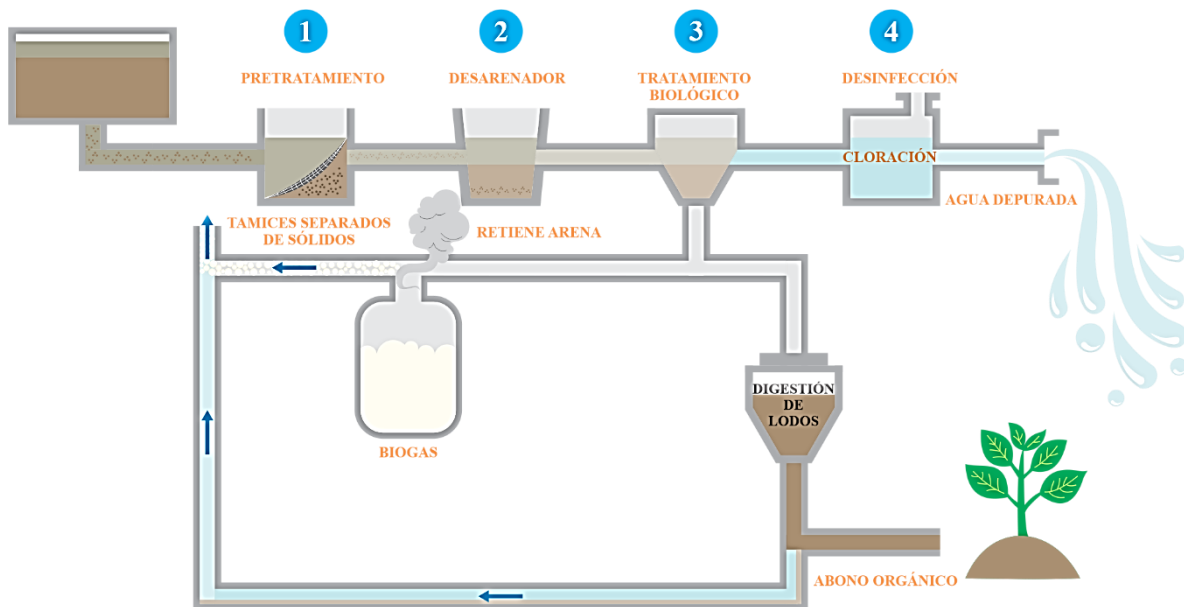 1
2
3
4
PRETRATAMIENTO
DESARENADOR
TRATAMIENTO
BIOLÓGICO
DESINFECCIÓN
CLORACIÓN
AGUA DEPURADA
TAMICES SEPARADOS
DE SÓLIDOS
RETIENE ARENA
BIOGAS
DIGESTIÓN
DE
LODOS
ABONO ORGÁNICO